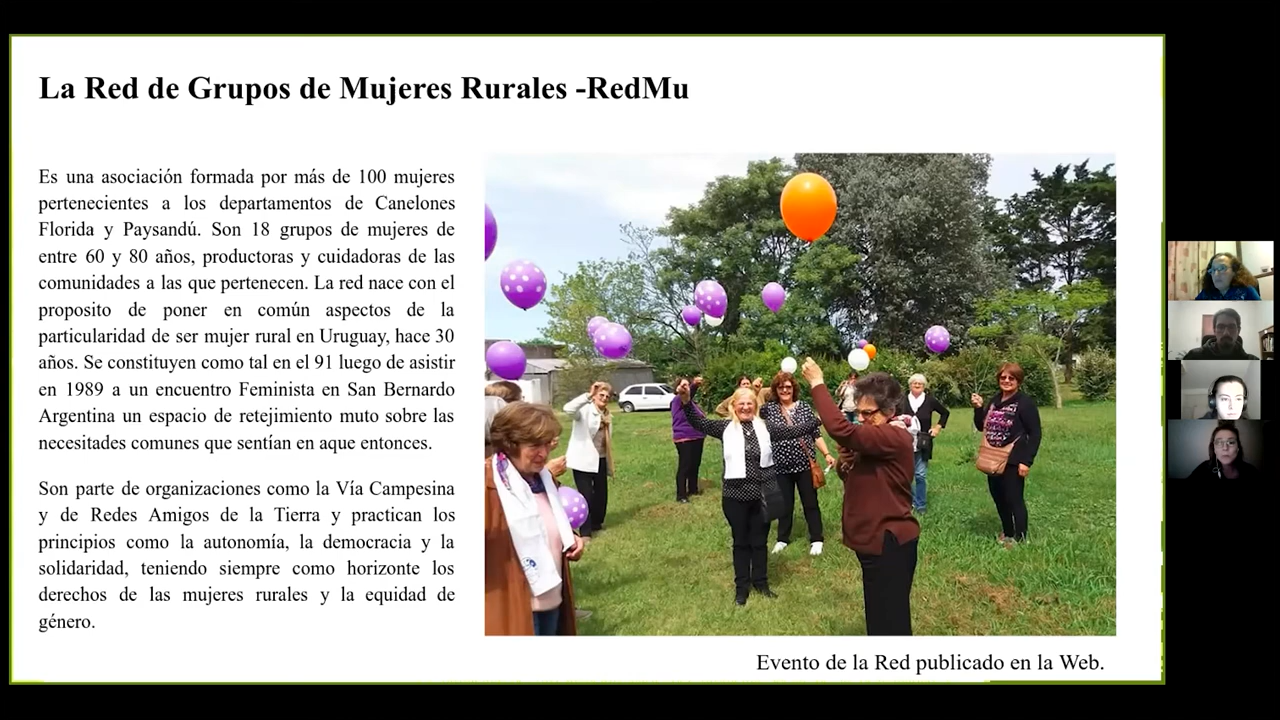 La Red de Grupos de Mujeres Rurales -RedMu
Es una asociación formada por más de 100 mujeres
pertenecientes a los departamentos de Canelones
Florida y Paysandú. Son 18 grupos de mujeres de
entre 60 y 80 años, productoras y cuidadoras de las
comunidades a las que pertenecen. La red nace con el
proposito de poner en común aspectos de la
particularidad de ser mujer rural en Uruguay, hace 30
años. Se constituyen como tal en el 91 luego de asistir
en 1989 a un encuentro Feminista en San Bernardo
Argentina un espacio de retejimiento muto sobre las
necesitades comunes que sentían en aque entonces.
Son parte de organizaciones como la Vía Campesina
y de Redes Amigos de la Tierra y practican los
principios como la autonomía, la democracia y la
solidaridad, teniendo siempre como horizonte los
derechos de las mujeres rurales y la equidad de
género.
Evento de la Red publicado en la Web.